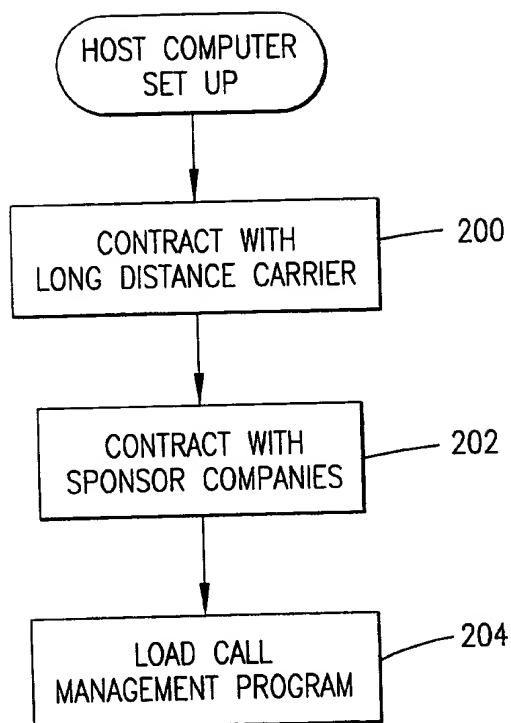 HOST COMPUTER
SET UP
CONTRACT WITH
LONG DISTANCE CARRIER
200
CONTRACT WITH
SPONSOR COMPANIES
202
LOAD CALL
MANAGEMENT PROGRAM
204